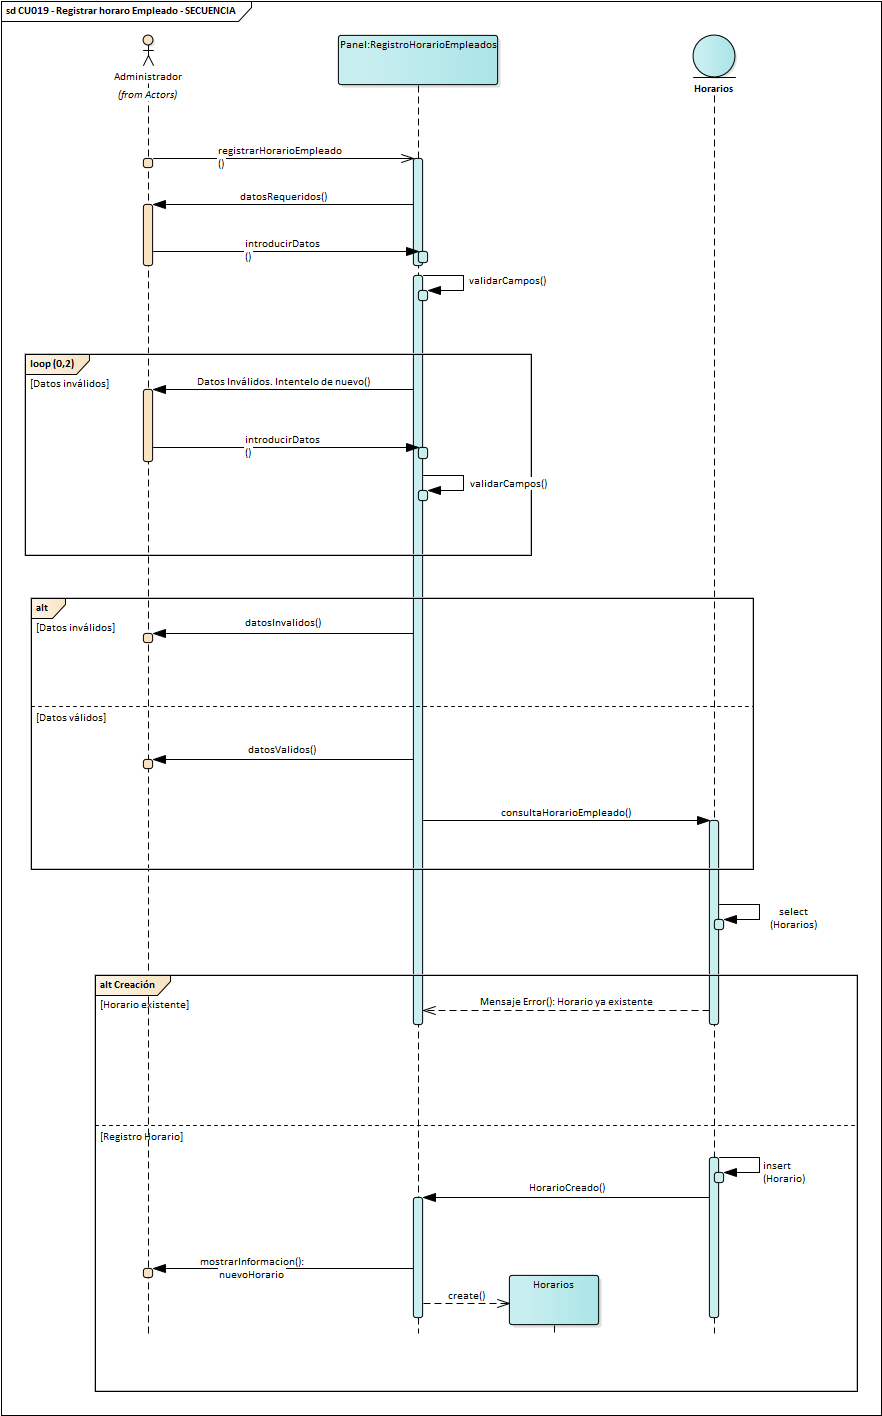 sd CU019 - Registrar horaro Empleado - SECUENCIA
Administrador
(from Actors)
Panel:RegistroHorarioEmpleados
Horarios
registrarHorarioEmpleado
()
datosRequeridos()
introducirDatos
()
validarCampos()
loop (0,2)
[Datos inválidos]
Datos Inválidos. Intentelo de nuevo()
introducirDatos
()
validarCampos()
alt
[Datos inválidos]
datosInvalidos()
[Datos válidos]
datosValidos()
consultaHorarioEmpleado()
select
(Horarios)
alt Creación
[Horario existente]
Mensaje Error(): Horario ya existente
[Registro Horario]
insert
(Horario)
HorarioCreado()
mostrarInformacion():
nuevoHorario
create()
Horarios